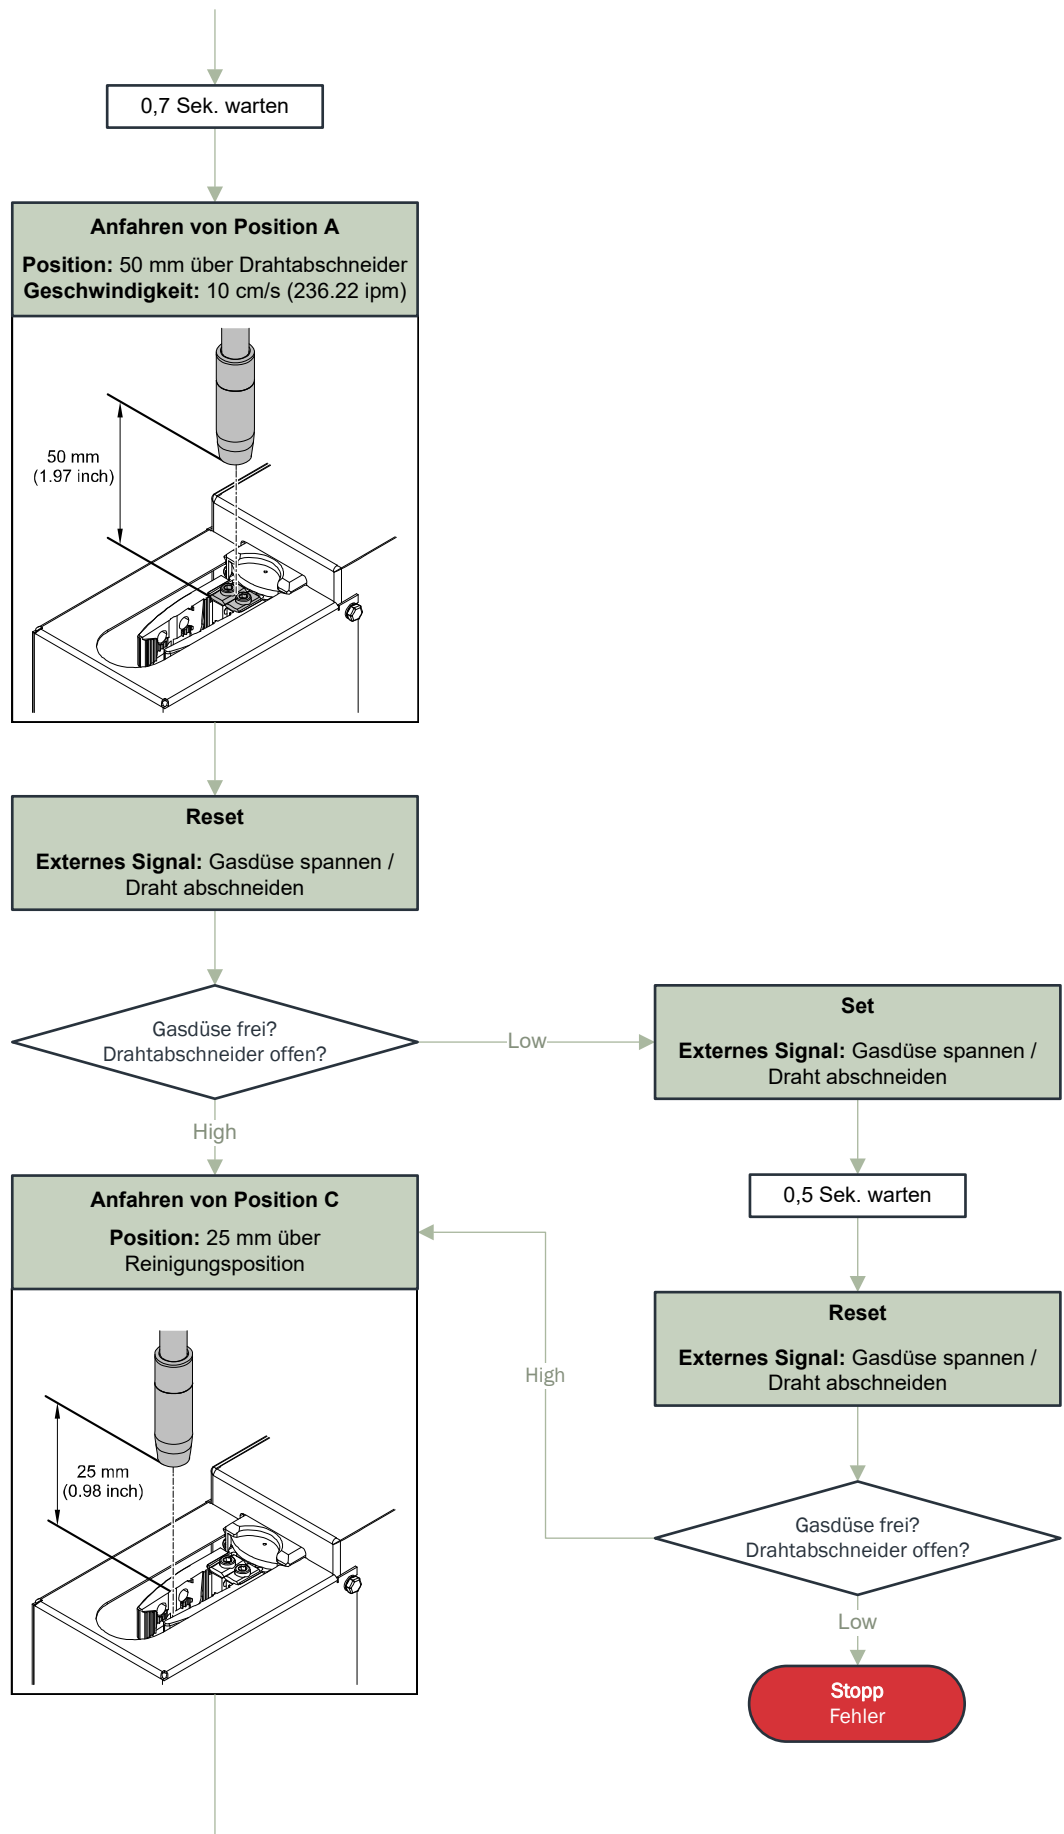 0,7 Sek. warten
Anfahren von Position A
Position: 50 mm über Drahtabschneider
Geschwindigkeit: 10 cm/s (236.22 ipm)
50 mm
(1.97 inch)
Reset
Externes Signal: Gasdüse spannen /
Draht abschneiden
Gasdüse frei?
Drahtabschneider offen?
Low
Set
Externes Signal: Gasdüse spannen /
Draht abschneiden
High
0,5 Sek. warten
Anfahren von Position C
Position: 25 mm über
Reinigungsposition
25 mm
(0.98 inch)
Reset
Externes Signal: Gasdüse spannen /
Draht abschneiden
High
Gasdüse frei?
Drahtabschneider offen?
Low
Stopp
Fehler